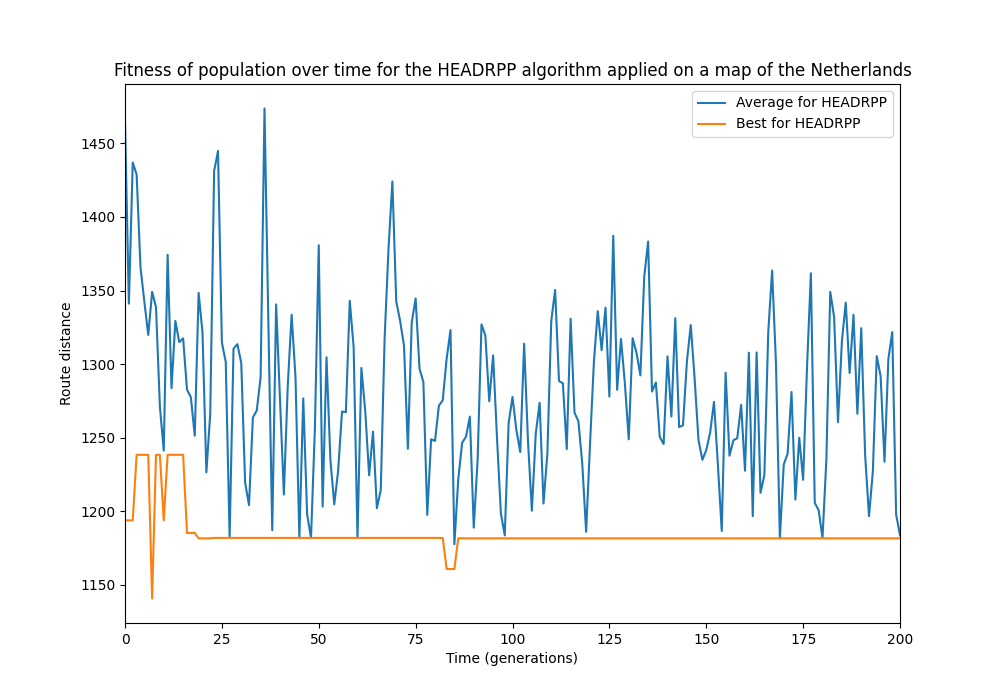 Fitness of population over time for the HEADRPP algorithm applied on a map of the Netherlands
Average for HEADRPP
Best for HEADRPP
1450
1400
1350
1300
1250
1200
1150
Route distance
0 25 50 75 100 125 150 175 200
Time (generations)